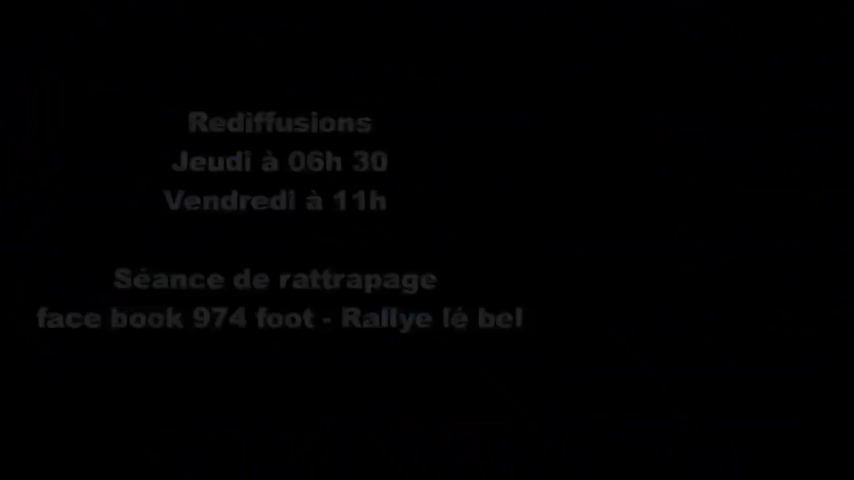 Rediffusions
Jeudi à 06h 30
Vendredi à 11h
Séance de rattrapage
face book 974 foot - Rallye lé bel